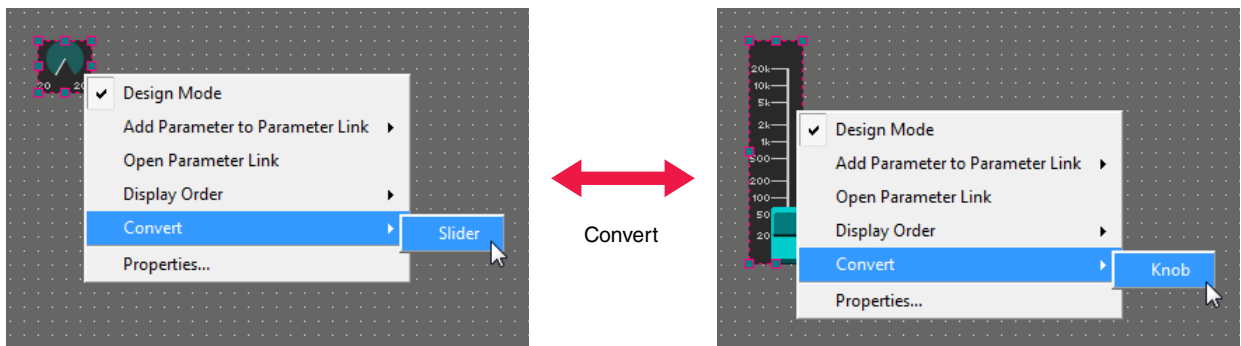 20 20
Design Mode
Add Parameter to Parameter Link
Open Parameter Link
Display Order
Convert
Slider
Properties...
Convert
20k
10k
5k
2k
1k
500
200
100
50
20
Design Mode
Add Parameter to Parameter Link
Open Parameter Link
Display Order
Convert
Knob
Properties...